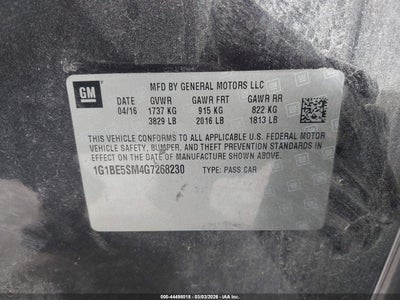 GM
MFD BY GENERAL MOTORS LLC
DATE GVWR GAWR FRT GAWR RR
04/16 1737 KG 915 KG 822 KG
3829 LB 2016 LB 1813 LB
THIS VEHICLE CONFORMS TO ALL APPLICABLE U.S. FEDERAL MOTOR
VEHICLE SAFETY, BUMPER, AND THEFT PREVENTION STANDARDS
IN EFFECT ON THE DATE OF MANUFACTURE SHOWN ABOVE.
1G1BE5SM4G7268230 TYPE: PASS CAR
© 44498018 - 03/03/2026 - IAA, Inc.